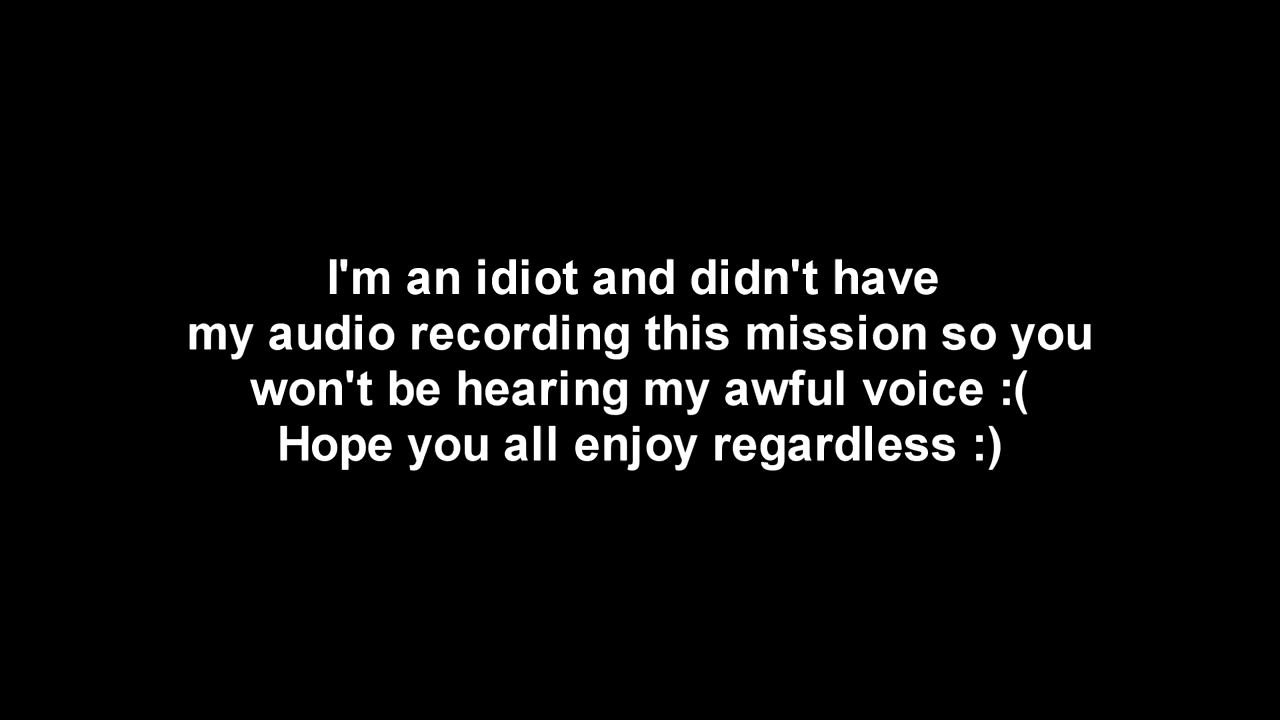 I'm an idiot and didn't have
my audio recording this mission so you
won't be hearing my awful voice :(
Hope you all enjoy regardless :)